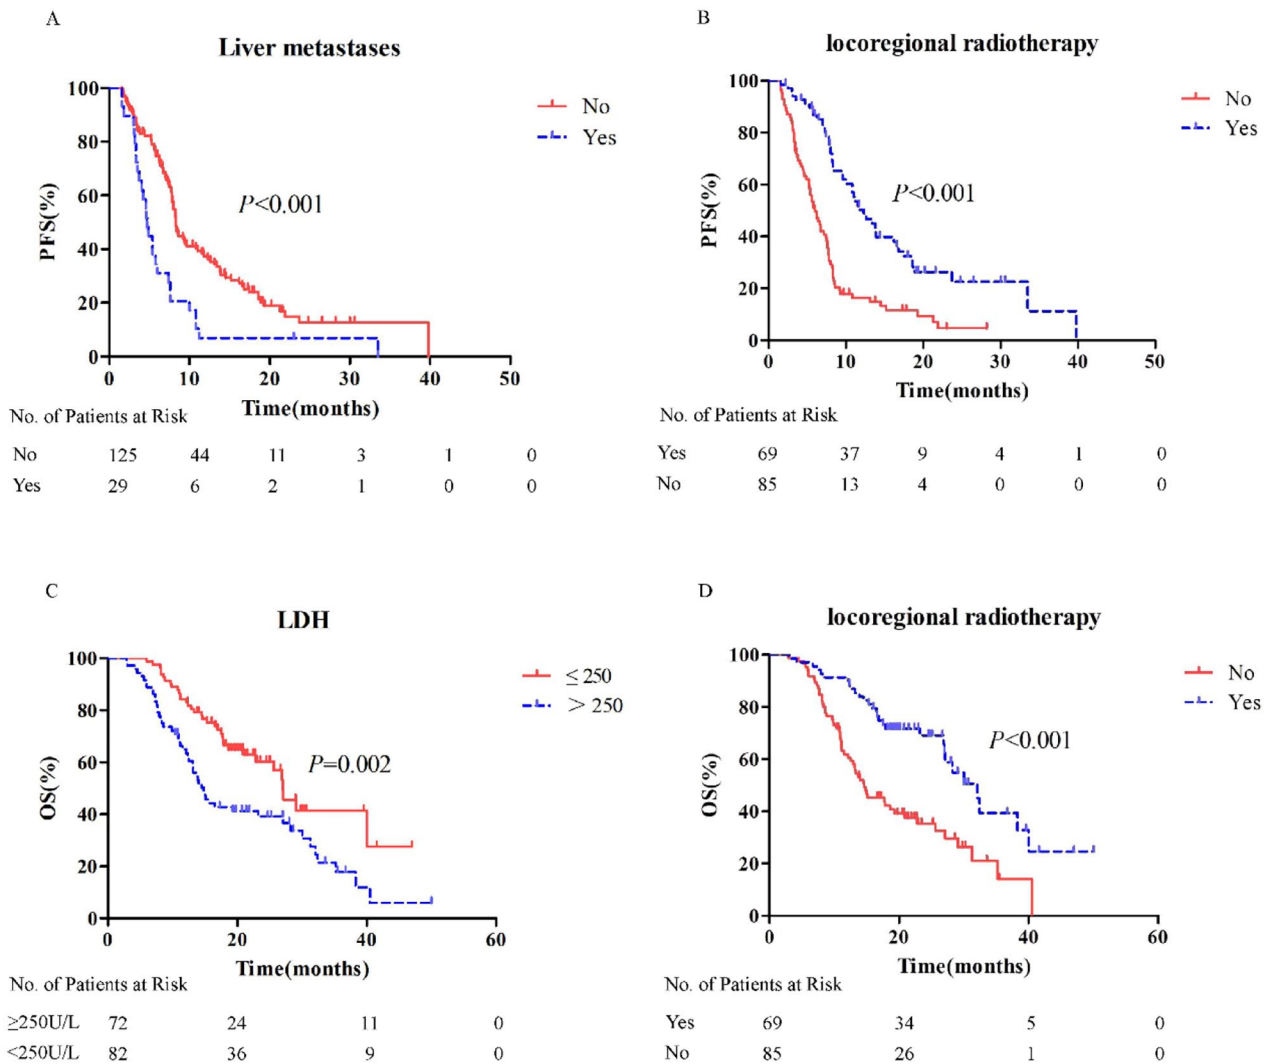 A
Liver metastases
No
Yes
P<0.001
PFS(%)
100
80
60
40
20
0
0 10 20 30 40 50
Time(months)
No. of Patients at Risk
No 125 44 11 3 1 0
Yes 29 6 2 1 0 0
B
locoregional radiotherapy
No
Yes
P<0.001
PFS(%)
100
80
60
40
20
0
0 10 20 30 40 50
Time(months)
No. of Patients at Risk
Yes 69 37 9 4 1 0
No 85 13 4 0 0 0
C
LDH
≤250
>250
P=0.002
OS(%)
100
80
60
40
20
0
0 20 40 60
Time(months)
No. of Patients at Risk
≥250U/L 72 24 11 0
<250U/L 82 36 9 0
D
locoregional radiotherapy
No
Yes
P<0.001
OS(%)
100
80
60
40
20
0
0 20 40 60
Time(months)
No. of Patients at Risk
Yes 69 34 5 0
No 85 26 1 0